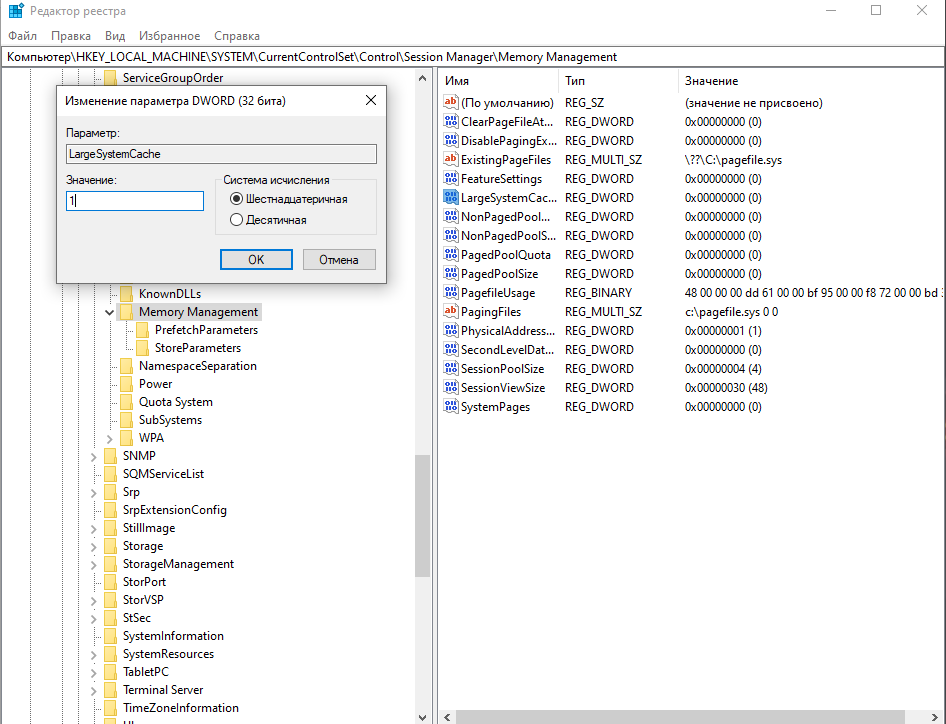 Редактор реестра
Файл Правка Вид Избранное Справка
Компьютер\HKEY_LOCAL_MACHINE\SYSTEM\CurrentControlSet\Control\Session Manager\Memory Management
ServiceGroupOrder
Изменение параметра DWORD (32 бита)
Параметр:
LargeSystemCache
Значение:
1
Система исчисления
Шестнадцатеричная
Десятичная
OK Отмена
KnownDLLs
Memory Management
PrefetchParameters
StoreParameters
NamespaceSeparation
Power
Quota System
SubSystems
WPA
SNMP
SQMServiceList
Srp
SrpExtensionConfig
StillImage
Storage
StorageManagement
StorPort
StorVSP
StSec
SystemInformation
SystemResources
TabletPC
Terminal Server
TimeZoneInformation
Имя Тип Значение
(По умолчанию) REG_SZ (значение не присвоено)
ClearPageFileAt... REG_DWORD 0x00000000 (0)
DisablePagingEx... REG_DWORD 0x00000000 (0)
ExistingPageFiles REG_MULTI_SZ \??\C:\pagefile.sys
FeatureSettings REG_DWORD 0x00000000 (0)
LargeSystemCac... REG_DWORD 0x00000000 (0)
NonPagedPool... REG_DWORD 0x00000000 (0)
NonPagedPoolS... REG_DWORD 0x00000000 (0)
PagedPoolQuota REG_DWORD 0x00000000 (0)
PagedPoolSize REG_DWORD 0x00000000 (0)
PagefileUsage REG_BINARY 48 00 00 00 dd 61 00 00 bf 95 00 00 f8 72 00 00 bd
PagingFiles REG_MULTI_SZ c:\pagefile.sys 0 0
PhysicalAddress... REG_DWORD 0x00000001 (1)
SecondLevelDat... REG_DWORD 0x00000000 (0)
SessionPoolSize REG_DWORD 0x00000004 (4)
SessionViewSize REG_DWORD 0x00000030 (48)
SystemPages REG_DWORD 0x00000000 (0)